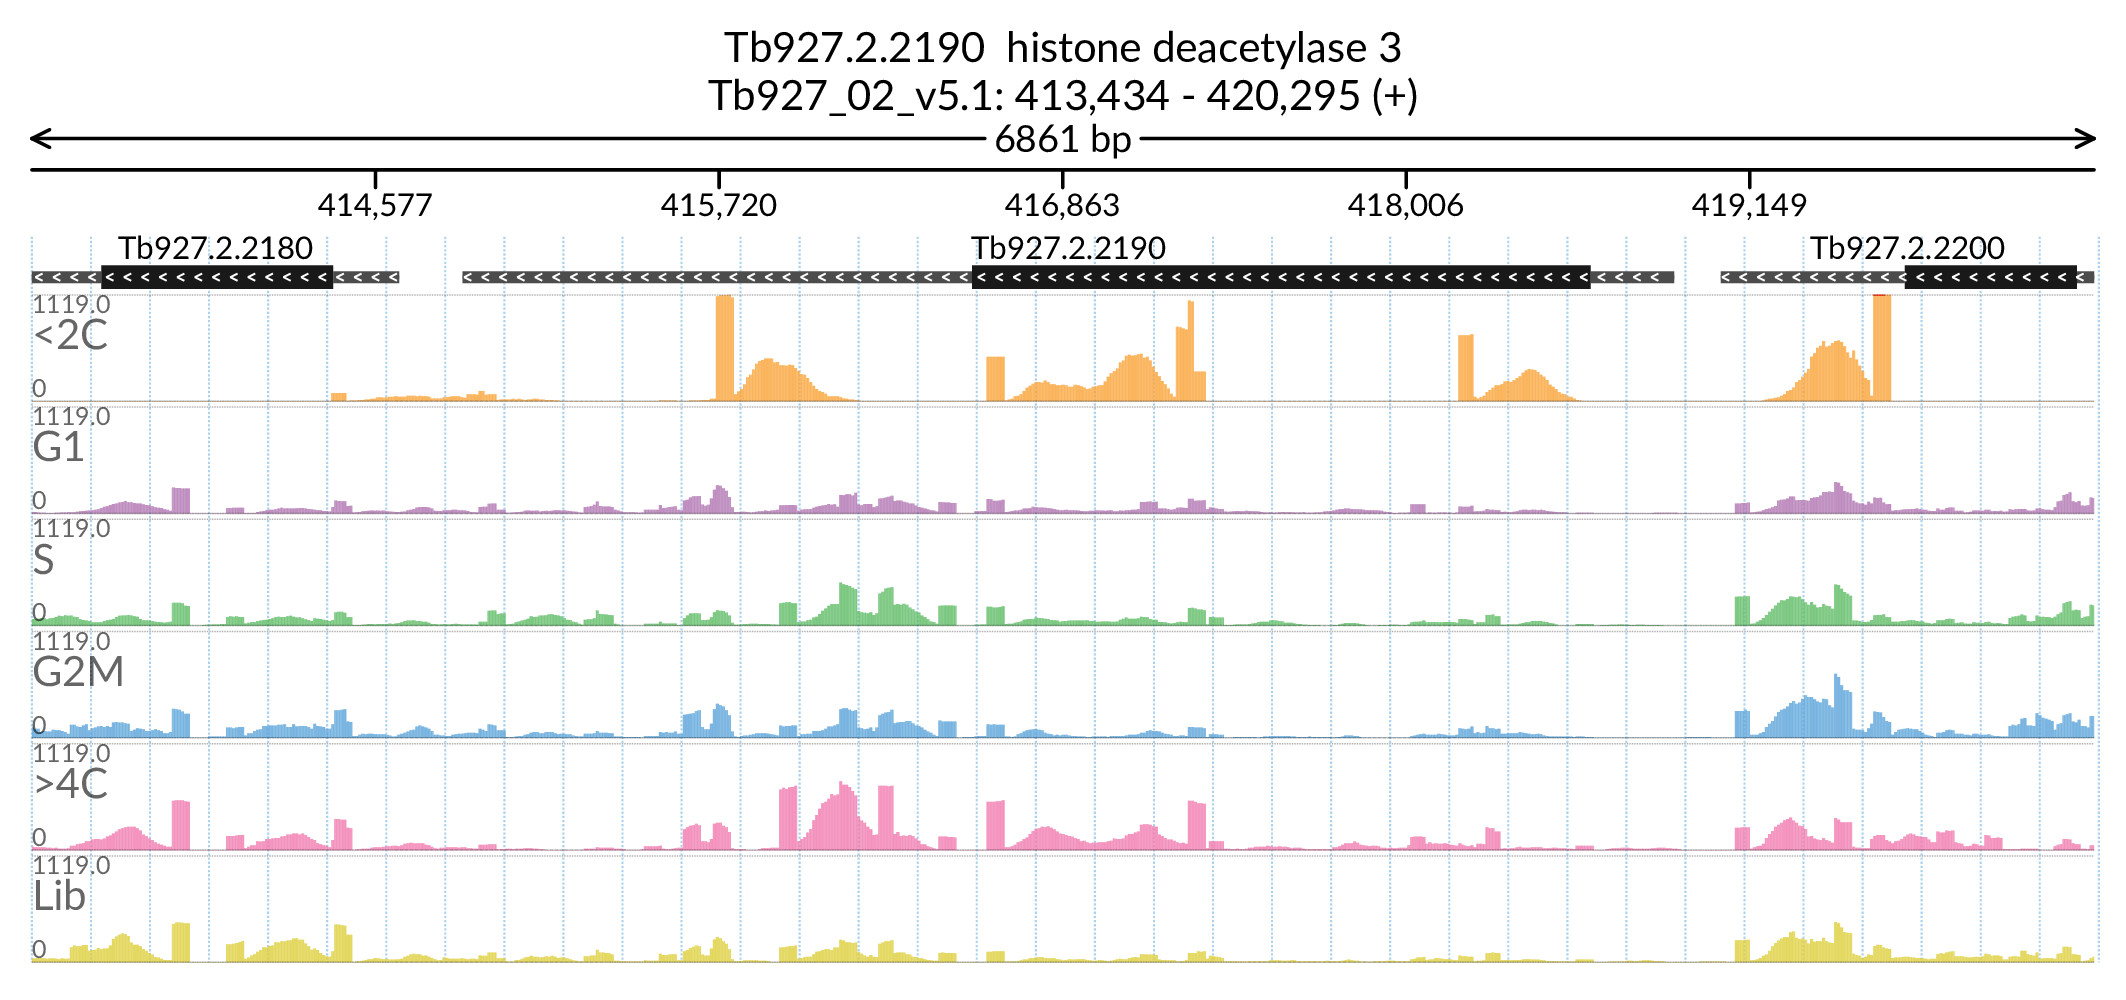 Tb927.2.2190  histone deacetylase 3
Tb927_02_v5.1: 413,434 - 420,295 (+)
6861 bp
414,577 415,720 416,863 418,006 419,149
Tb927.2.2180 Tb927.2.2190 Tb927.2.2200
1119.0
<2C
0
1119.0
G1
0
1119.0
S
0
1119.0
G2M
0
1119.0
>4C
0
1119.0
Lib
0